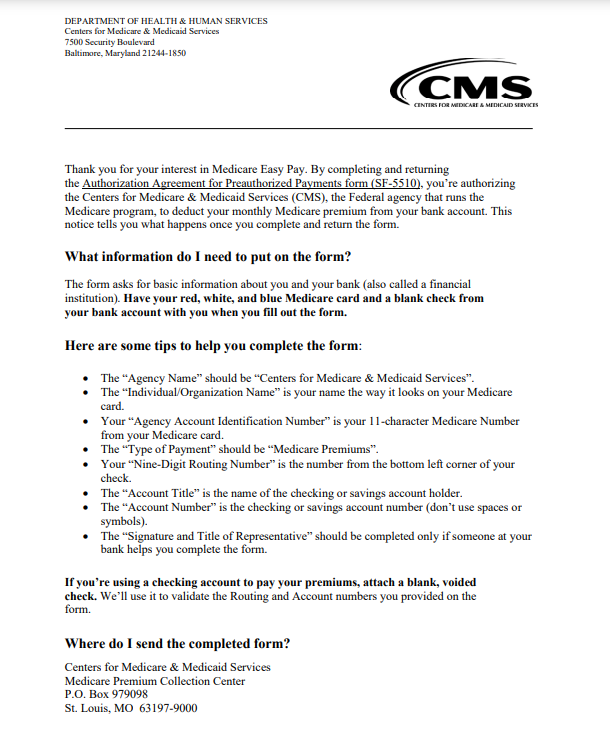 DEPARTMENT OF HEALTH & HUMAN SERVICES
Centers for Medicare & Medicaid Services
7500 Security Boulevard
Baltimore, Maryland 21244-1850
CMS
CENTERS FOR MEDICARE & MEDICAID SERVICES
Thank you for your interest in Medicare Easy Pay. By completing and returning
the Authorization Agreement for Preauthorized Payments form (SF-5510), you’re authorizing
the Centers for Medicare & Medicaid Services (CMS), the Federal agency that runs the
Medicare program, to deduct your monthly Medicare premium from your bank account. This
notice tells you what happens once you complete and return the form.
What information do I need to put on the form?
The form asks for basic information about you and your bank (also called a financial
institution). Have your red, white, and blue Medicare card and a blank check from
your bank account with you when you fill out the form.
Here are some tips to help you complete the form:
• The “Agency Name” should be “Centers for Medicare & Medicaid Services”.
• The “Individual/Organization Name” is your name the way it looks on your Medicare
card.
• Your “Agency Account Identification Number” is your 11-character Medicare Number
from your Medicare card.
• The “Type of Payment” should be “Medicare Premiums”.
• Your “Nine-Digit Routing Number” is the number from the bottom left corner of your
check.
• The “Account Title” is the name of the checking or savings account holder.
• The “Account Number” is the checking or savings account number (don’t use spaces or
symbols).
• The “Signature and Title of Representative” should be completed only if someone at your
bank helps you complete the form.
If you’re using a checking account to pay your premiums, attach a blank, voided
check. We’ll use it to validate the Routing and Account numbers you provided on the
form.
Where do I send the completed form?
Centers for Medicare & Medicaid Services
Medicare Premium Collection Center
P.O. Box 979098
St. Louis, MO  63197-9000